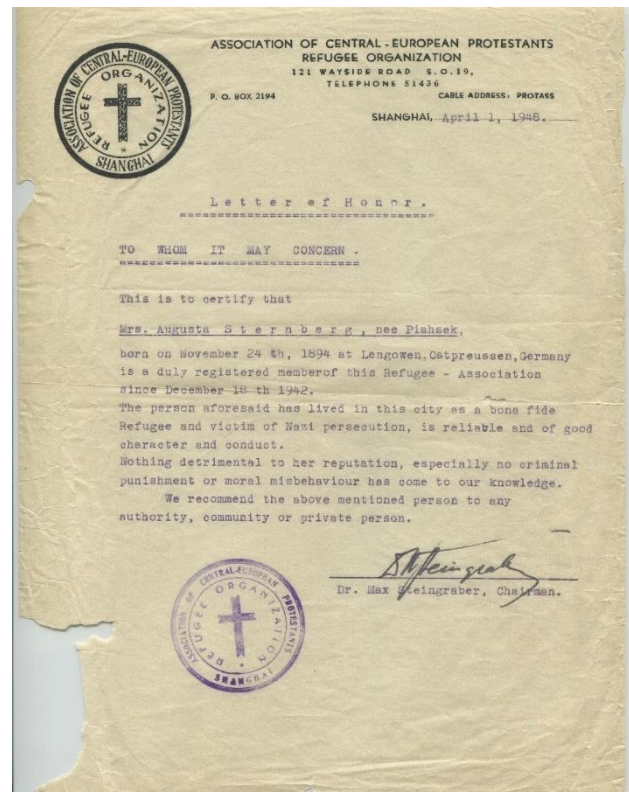 ASSOCIATION OF CENTRAL-EUROPEAN PROTESTANTS
REFUGEE ORGANIZATION
SHANGHAI
ASSOCIATION OF CENTRAL-EUROPEAN PROTESTANTS
REFUGEE ORGANIZATION
121 WAYSIDE ROAD S.O.19,
TELEPHONE 51436
P. O. BOX 2194 CABLE ADDRESS: PROTASS
SHANGHAI, April 1, 1948.
Letter of Honor.
TO WHOM IT MAY CONCERN.
This is to certify that
Mrs. Augusta Sternberg, nee Piahsek,
born on November 24 th, 1894 at Lengowen,Ostpreussen,Germany
is a duly registered memberof this Refugee - Association
since December 18 th 1942.
The person aforesaid has lived in this city as a bona fide
Refugee and victim of Nazi persecution, is reliable and of good
character and conduct.
Nothing detrimental to her reputation, especially no criminal
punishment or moral misbehaviour has come to our knowledge.
We recommend the above mentioned person to any
authority, community or private person.
Dr. Max Steingraber, Chairman.
ASSOCIATION OF CENTRAL-EUROPEAN PROTESTANTS
REFUGEE ORGANIZATION
SHANGHAI